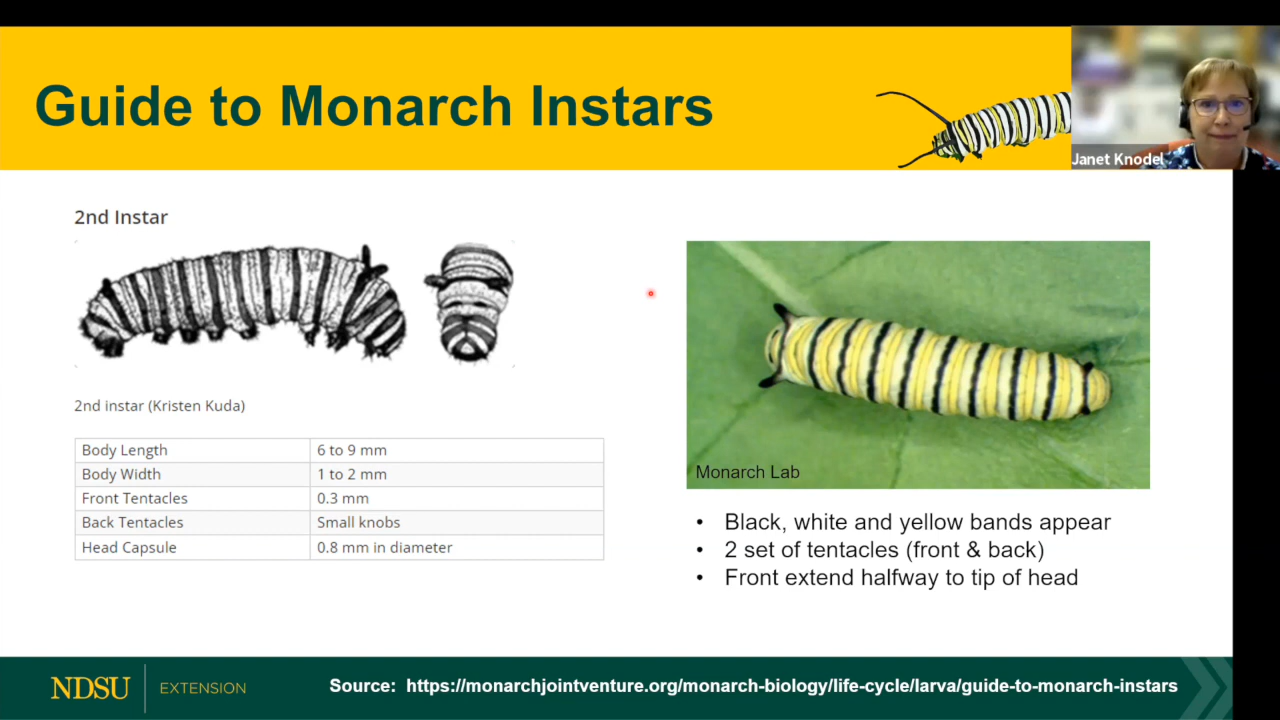 Guide to Monarch Instars
Janet Knodel
2nd Instar
2nd instar (Kristen Kuda)
Body Length 6 to 9 mm
Body Width 1 to 2 mm
Front Tentacles 0.3 mm
Back Tentacles Small knobs
Head Capsule 0.8 mm in diameter
Monarch Lab
• Black, white and yellow bands appear
• 2 set of tentacles (front & back)
• Front extend halfway to tip of head
NDSU EXTENSION
Source: https://monarchjointventure.org/monarch-biology/life-cycle/larva/guide-to-monarch-instars